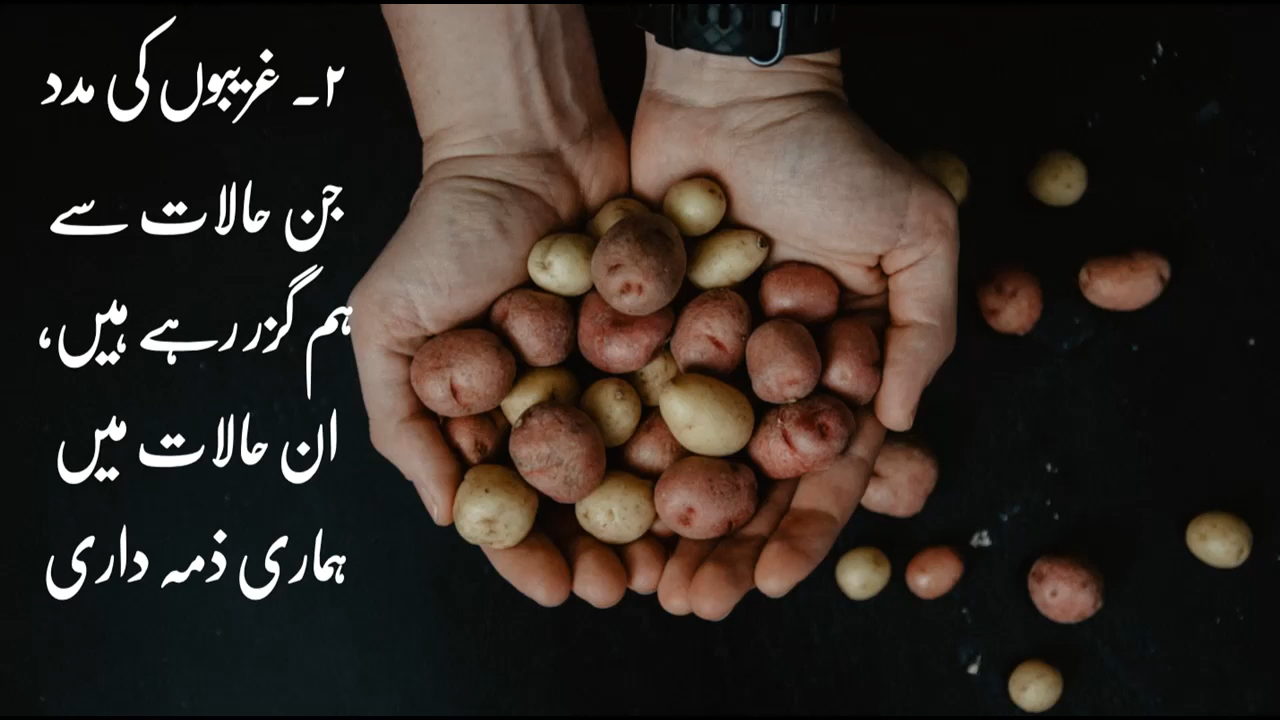 ۲۔ غریبوں کی مدد
جن حالات سے
ہم گزر رہے ہیں،
ان حالات میں
ہماری ذمہ داری